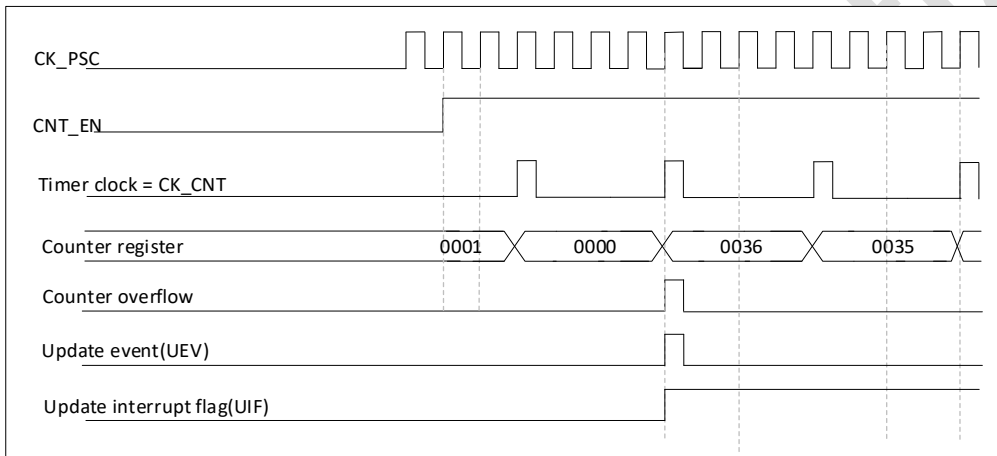 CK_PSC
CNT_EN
Timer clock = CK_CNT
Counter register 0001 0000 0036 0035
Counter overflow
Update event(UEV)
Update interrupt flag(UIF)